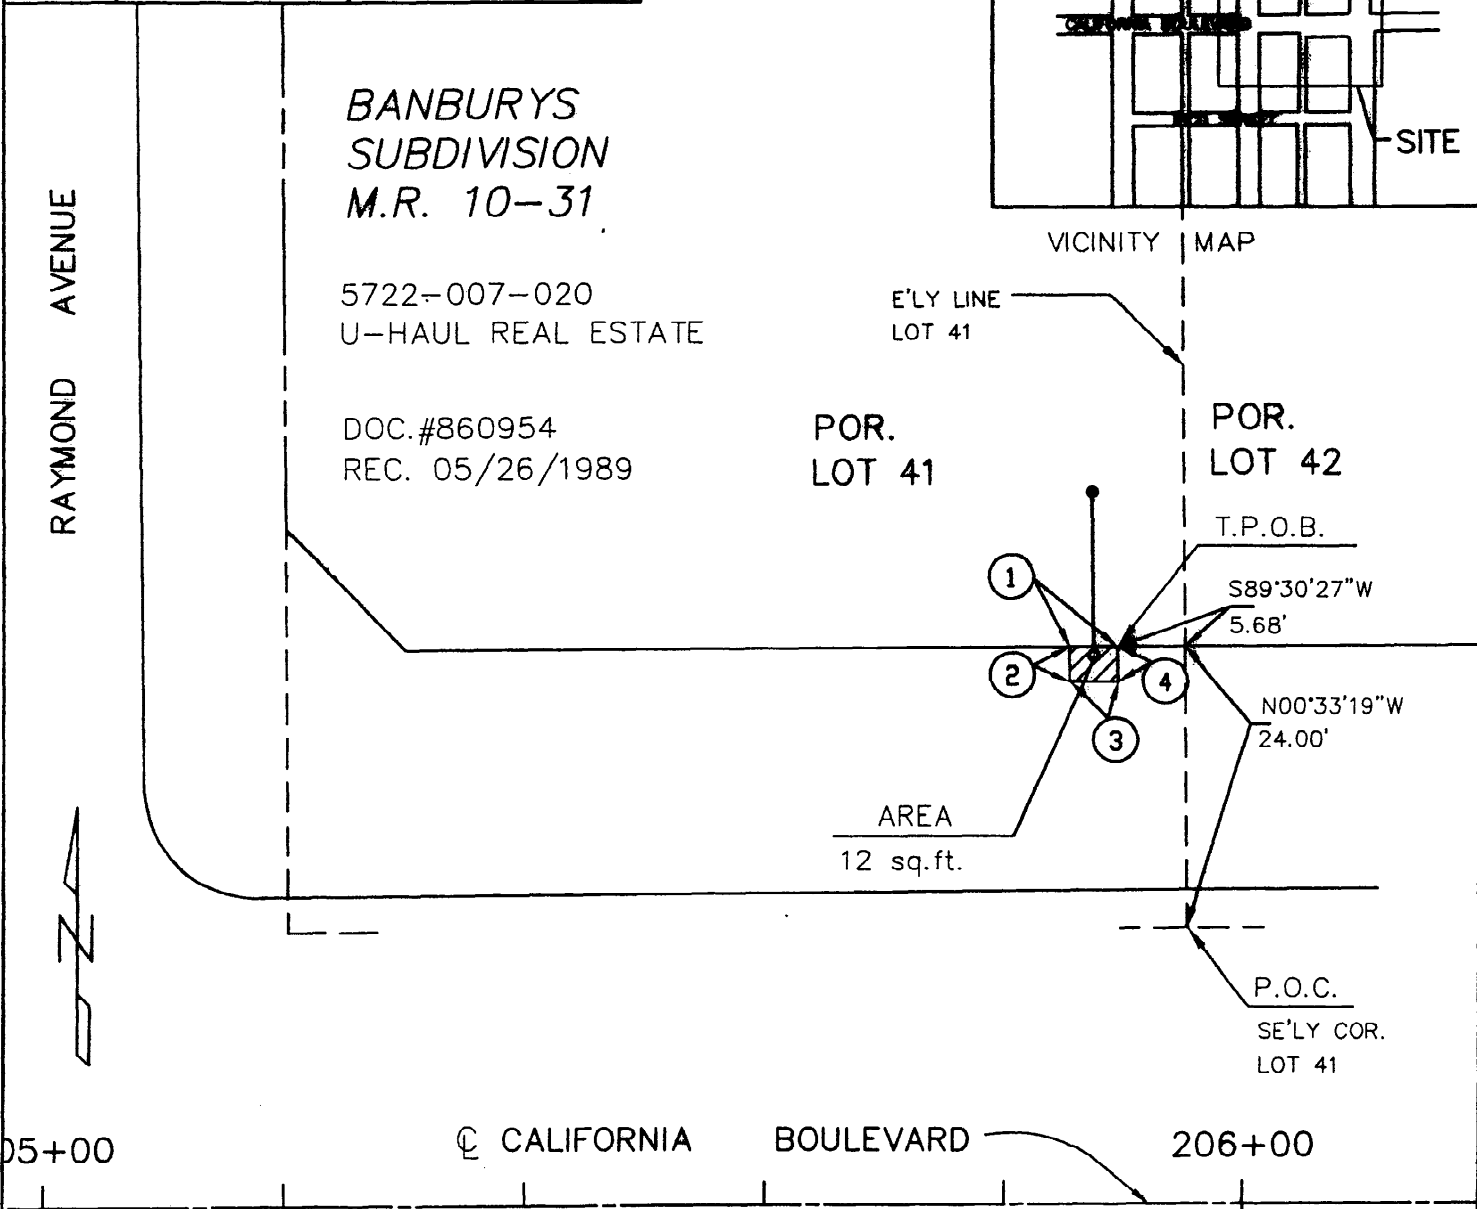 CALIFORNIA BOULEVARD
SITE
VICINITY MAP
BANBURYS
SUBDIVISION
M.R. 10-31
5722-007-020
U-HAUL REAL ESTATE
DOC.#860954
REC. 05/26/1989
RAYMOND AVENUE
E'LY LINE
LOT 41
POR.
LOT 41
POR.
LOT 42
T.P.O.B.
S89°30'27"W
5.68'
1
2
3
4
N00°33'19"W
24.00'
AREA
12 sq.ft.
N
P.O.C.
SE'LY COR.
LOT 41
℄ CALIFORNIA BOULEVARD
05+00
206+00